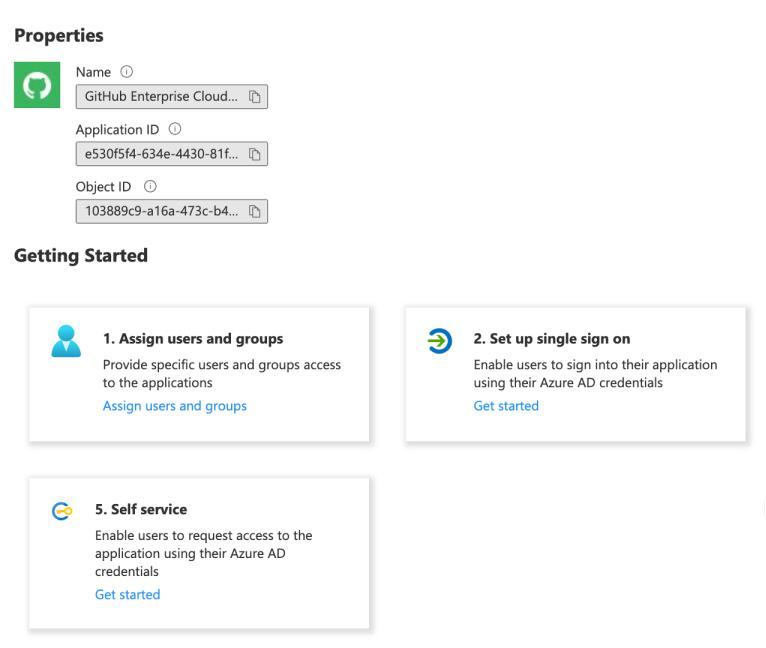 Properties
Name
GitHub Enterprise Cloud...
Application ID
e530f5f4-634e-4430-81f...
Object ID
103889c9-a16a-473c-b4...
Getting Started
1. Assign users and groups
Provide specific users and groups access
to the applications
Assign users and groups
2. Set up single sign on
Enable users to sign into their application
using their Azure AD credentials
Get started
5. Self service
Enable users to request access to the
application using their Azure AD
credentials
Get started